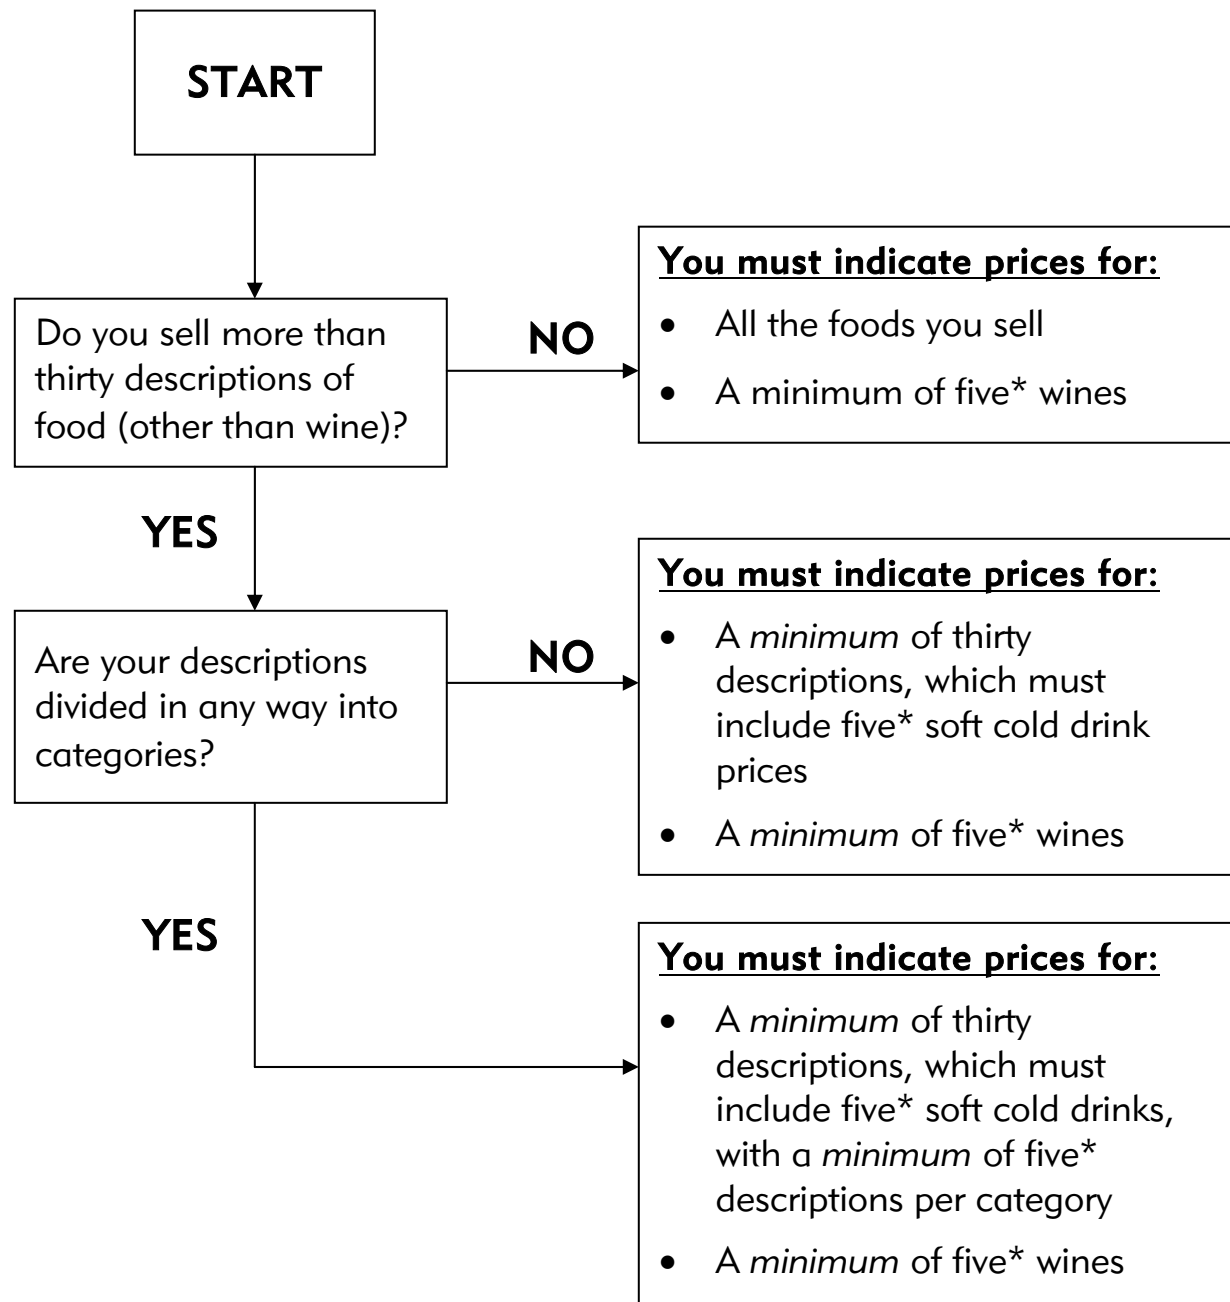 START
Do you sell more than
thirty descriptions of
food (other than wine)?
NO
You must indicate prices for:
• All the foods you sell
• A minimum of five* wines
YES
Are your descriptions
divided in any way into
categories?
NO
You must indicate prices for:
• A minimum of thirty
descriptions, which must
include five* soft cold drink
prices
• A minimum of five* wines
YES
You must indicate prices for:
• A minimum of thirty
descriptions, which must
include five* soft cold drinks,
with a minimum of five*
descriptions per category
• A minimum of five* wines